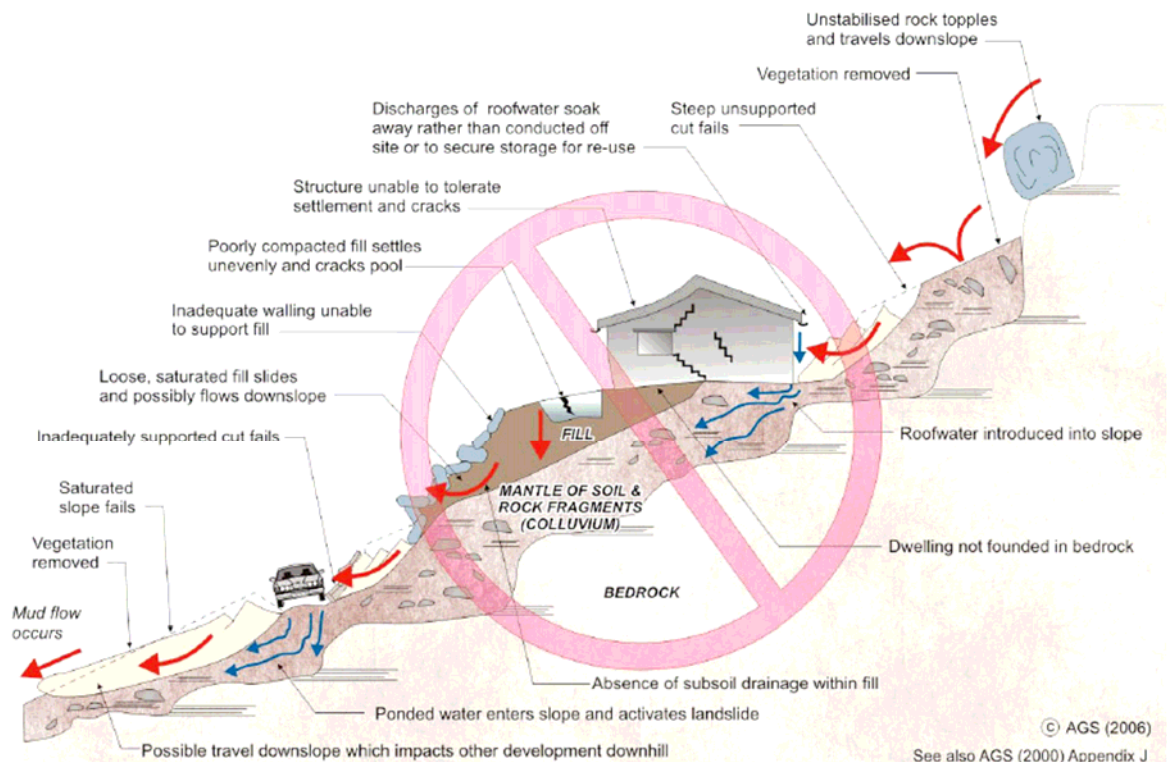 Unstabilised rock topples
and travels downslope
Vegetation removed
Discharges of roofwater soak
away rather than conducted off
site or to secure storage for re-use
Steep unsupported
cut fails
Structure unable to tolerate
settlement and cracks
Poorly compacted fill settles
unevenly and cracks pool
Inadequate walling unable
to support fill
Loose, saturated fill slides
and possibly flows downslope
Inadequately supported cut fails
Saturated
slope fails
Vegetation
removed
Mud flow
occurs
FILL
MANTLE OF SOIL &
ROCK FRAGMENTS
(COLLUVIUM)
Roofwater introduced into slope
Dwelling not founded in bedrock
BEDROCK
Absence of subsoil drainage within fill
Ponded water enters slope and activates landslide
Possible travel downslope which impacts other development downhill
© AGS (2006)
See also AGS (2000) Appendix J